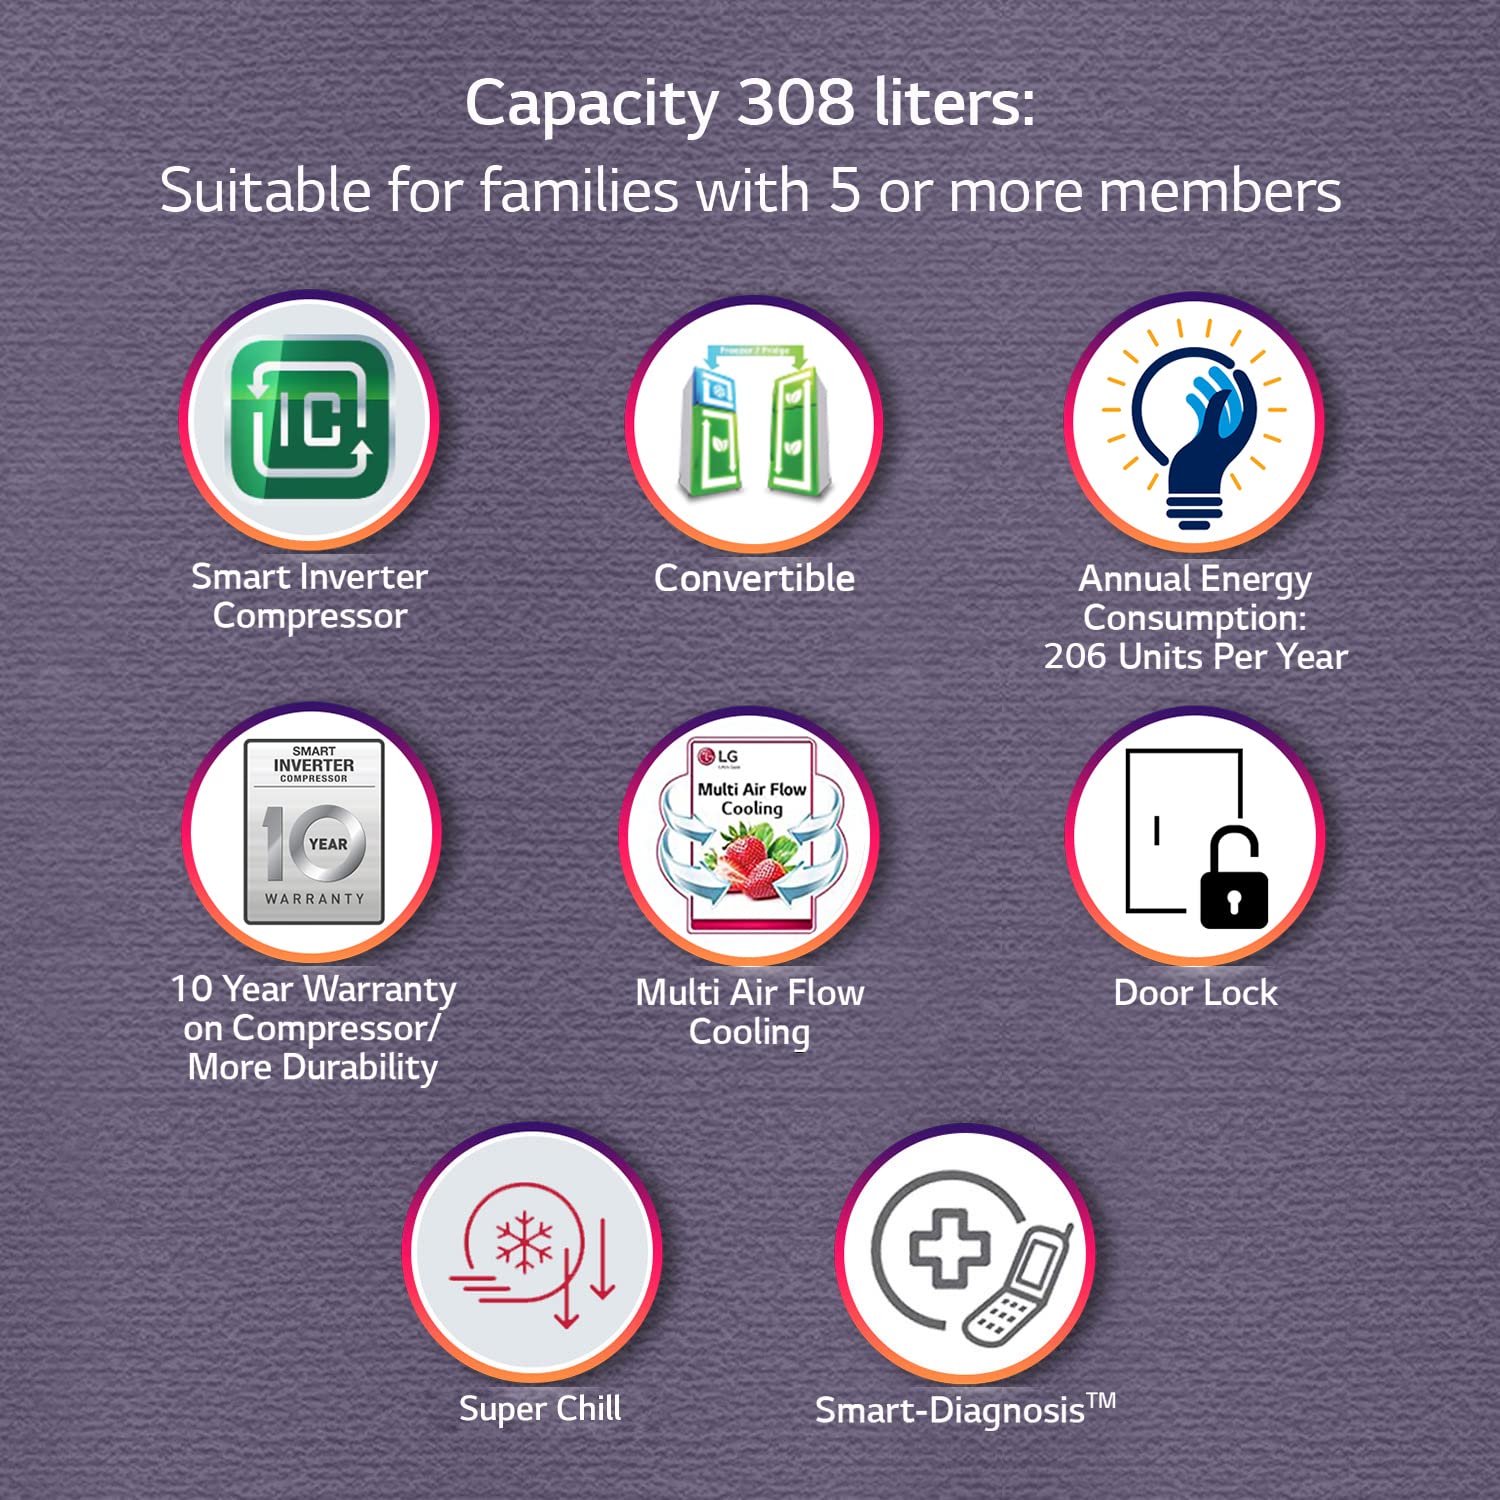 Capacity 308 liters:
Suitable for families with 5 or more members
IC
Smart Inverter
Compressor
Freezer / Fridge
Convertible
Annual Energy
Consumption:
206 Units Per Year
SMART
INVERTER
COMPRESSOR
10
YEAR
WARRANTY
10 Year Warranty
on Compressor/
More Durability
LG
Multi Air Flow
Cooling
Multi Air Flow
Cooling
Door Lock
Super Chill
Smart-Diagnosis™